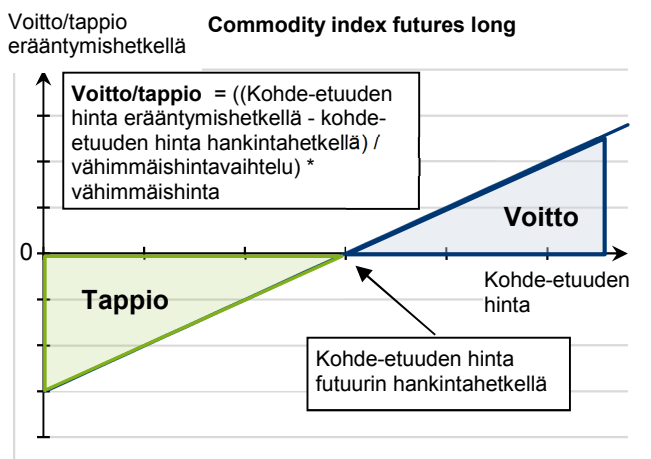 Voitto/tappio
erääntymishetkellä
Commodity index futures long
Voitto/tappio = ((Kohde-etuuden
hinta erääntymishetkellä - kohde-
etuuden hinta hankintahetkellä) /
vähimmäishintavaihtelu) *
vähimmäishinta
Voitto
0
Tappio
Kohde-etuuden
hinta
Kohde-etuuden hinta
futuurin hankintahetkellä